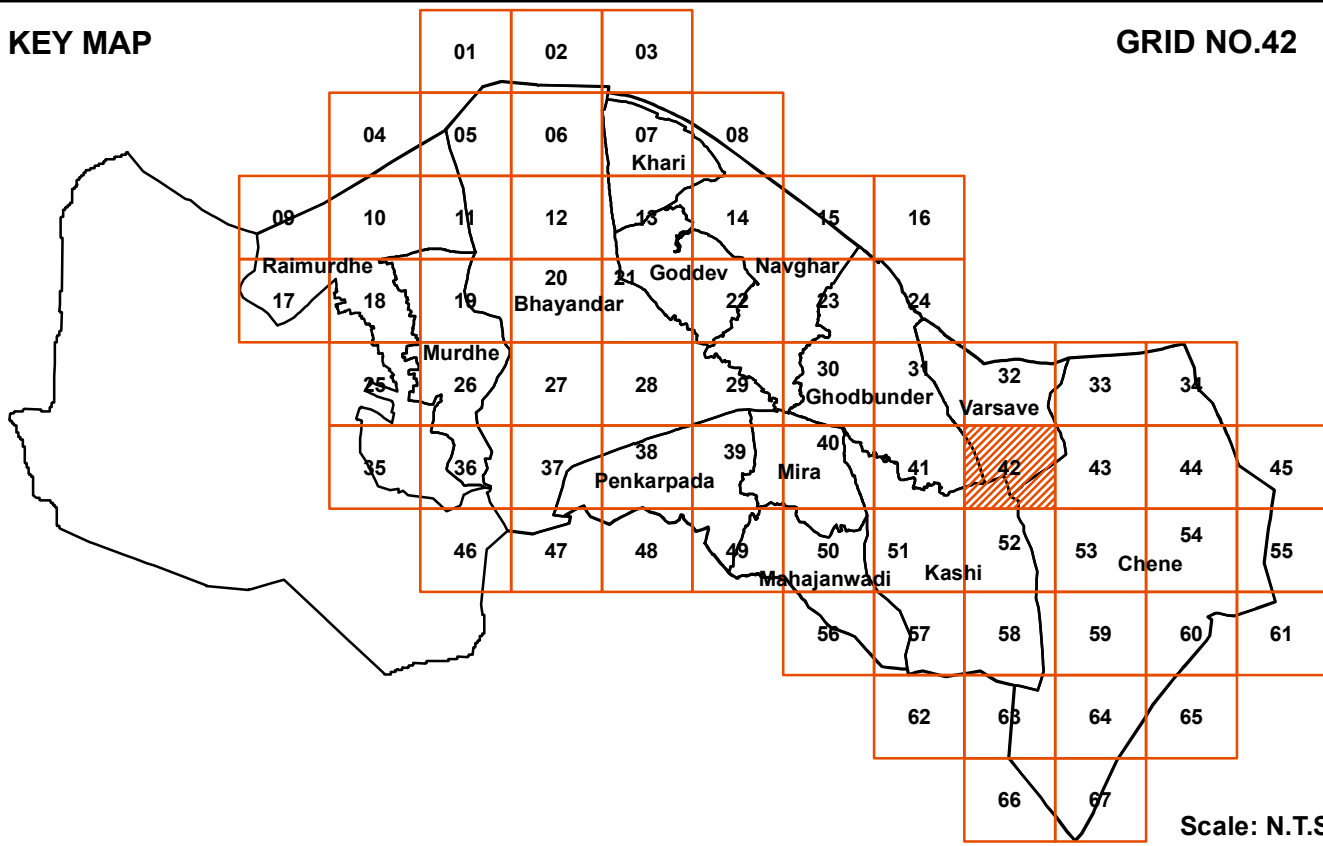 KEY MAP
GRID NO.42
01 02 03
04 05 06 07 08
Khari
09 10 11 12 13 14 15 16
Raimurdhe Goddev Navghar
17 18 19 20 21 22 23 24
Bhayandar
Murdhe
25 26 27 28 29 30 31 32 33 34
Ghodbunder Varsave
35 36 37 38 39 40 41 42 43 44 45
Penkarpada Mira
46 47 48 49 50 51 52 53 54 55
Mahajanwadi Kashi Chene
56 57 58 59 60 61
62 63 64 65
66 67
Scale: N.T.S